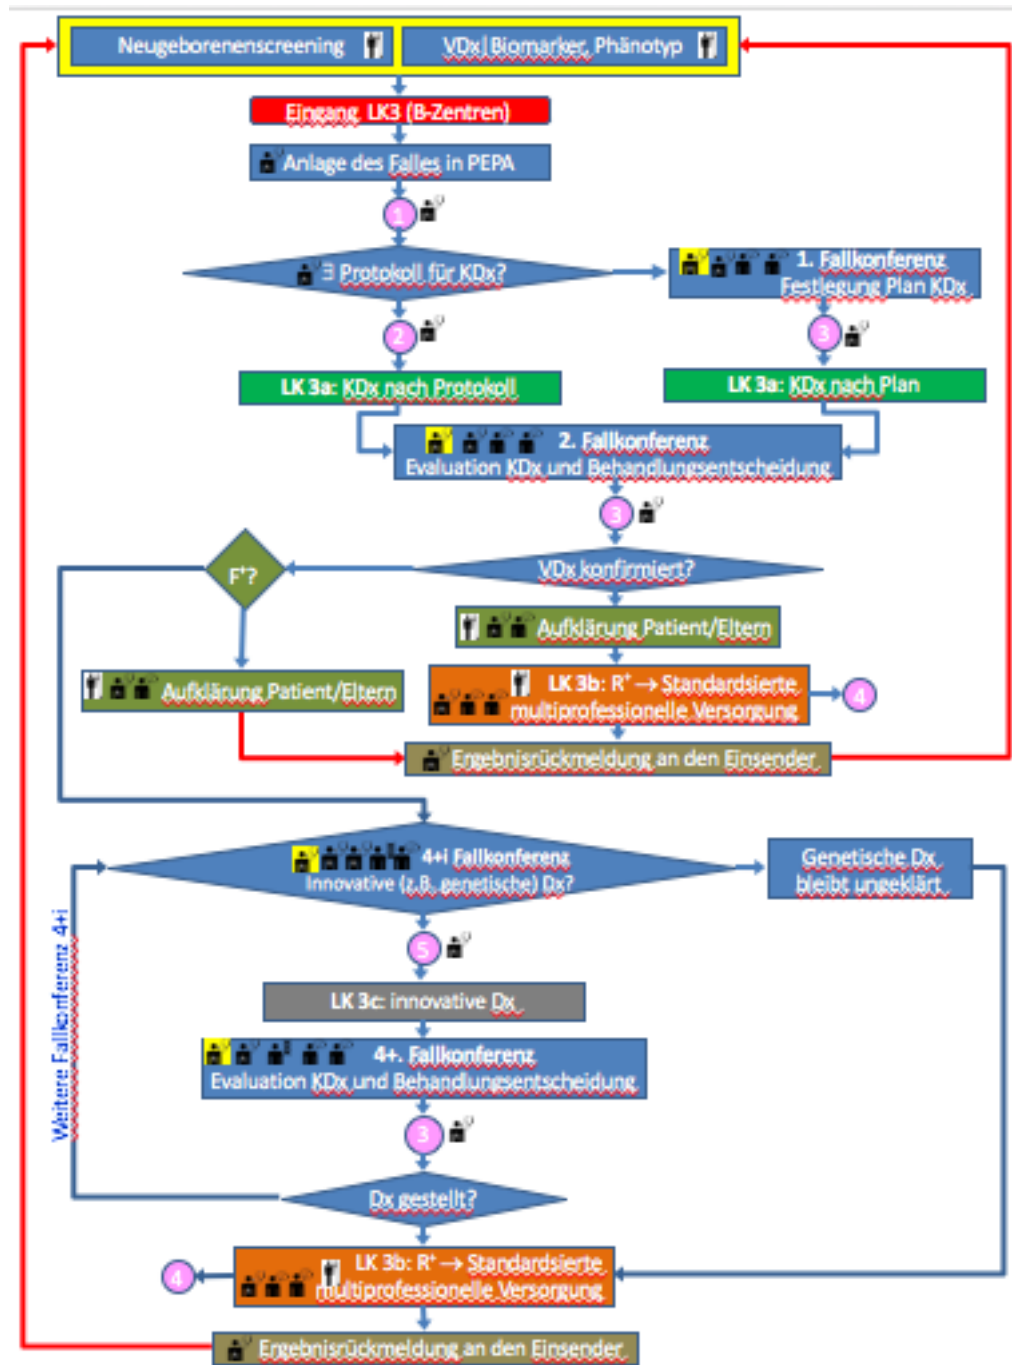 Neugeborenenscreening
VDx|Biomarker, Phänotyp
Eingang LK3 (B-Zentren)
Anlage des Falles in PEPA
1
∃ Protokoll für KDx?
1. Fallkonferenz
Festlegung Plan KDx
2
3
LK 3a: KDx nach Protokoll
LK 3a: KDx nach Plan
2. Fallkonferenz
Evaluation KDx und Behandlungsentscheidung
3
VDx konfirmiert?
F⁺?
Aufklärung Patient/Eltern
Aufklärung Patient/Eltern
LK 3b: R⁺ → Standardsierte
multiprofessionelle Versorgung
4
Ergebnisrückmeldung an den Einsender
4+i Fallkonferenz
Innovative (z.B. genetische) Dx?
Genetische Dx
bleibt ungeklärt
5
Weitere Fallkonferenz 4+i
LK 3c: innovative Dx
4+. Fallkonferenz
Evaluation KDx und Behandlungsentscheidung
3
Dx gestellt?
LK 3b: R⁺ → Standardsierte
multiprofessionelle Versorgung
4
Ergebnisrückmeldung an den Einsender